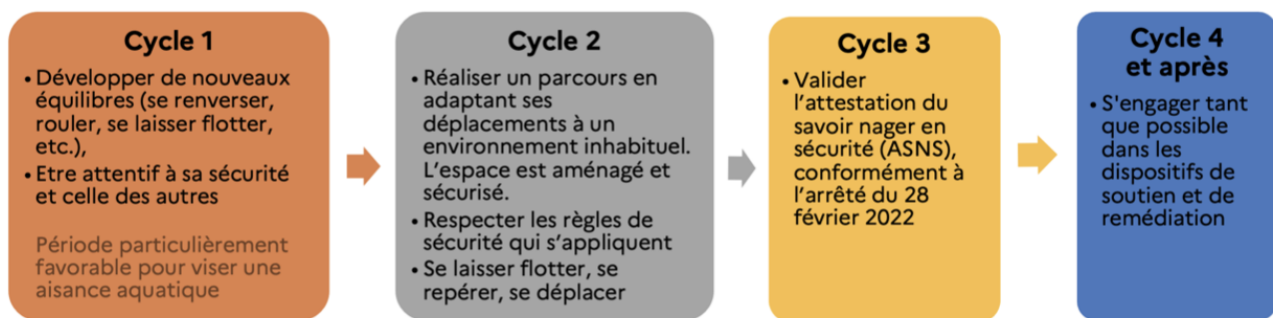 Cycle 1
• Développer de nouveaux
équilibres (se renverser,
rouler, se laisser flotter,
etc.),
• Etre attentif à sa sécurité
et celle des autres
Période particulièrement
favorable pour viser une
aisance aquatique
Cycle 2
• Réaliser un parcours en
adaptant ses
déplacements à un
environnement inhabituel.
L'espace est aménagé et
sécurisé.
• Respecter les règles de
sécurité qui s'appliquent
• Se laisser flotter, se
repérer, se déplacer
Cycle 3
• Valider
l'attestation du
savoir nager en
sécurité (ASNS),
conformément à
l'arrêté du 28
février 2022
Cycle 4
et après
• S'engager tant
que possible
dans les
dispositifs de
soutien et de
remédiation